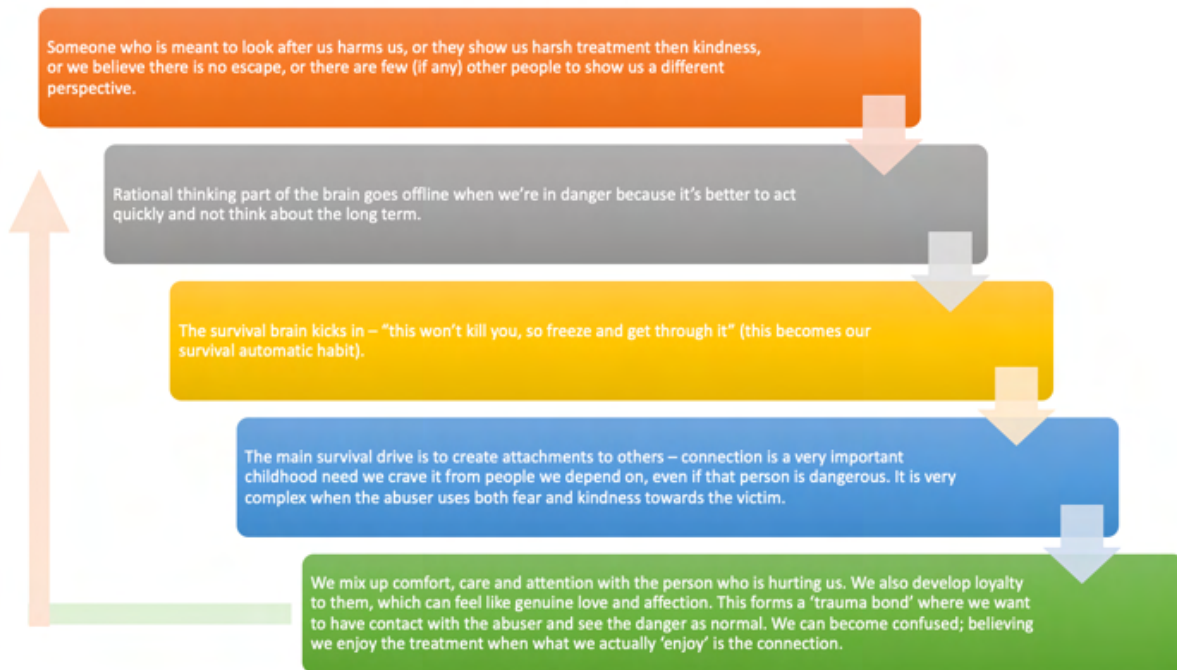 Someone who is meant to look after us harms us, or they show us harsh treatment then kindness,
or we believe there is no escape, or there are few (if any) other people to show us a different
perspective.
Rational thinking part of the brain goes offline when we're in danger because it's better to act
quickly and not think about the long term.
The survival brain kicks in – “this won't kill you, so freeze and get through it” (this becomes our
survival automatic habit).
The main survival drive is to create attachments to others – connection is a very important
childhood need we crave it from people we depend on, even if that person is dangerous. It is very
complex when the abuser uses both fear and kindness towards the victim.
We mix up comfort, care and attention with the person who is hurting us. We also develop loyalty
to them, which can feel like genuine love and affection. This forms a ‘trauma bond’ where we want
to have contact with the abuser and see the danger as normal. We can become confused; believing
we enjoy the treatment when what we actually ‘enjoy’ is the connection.